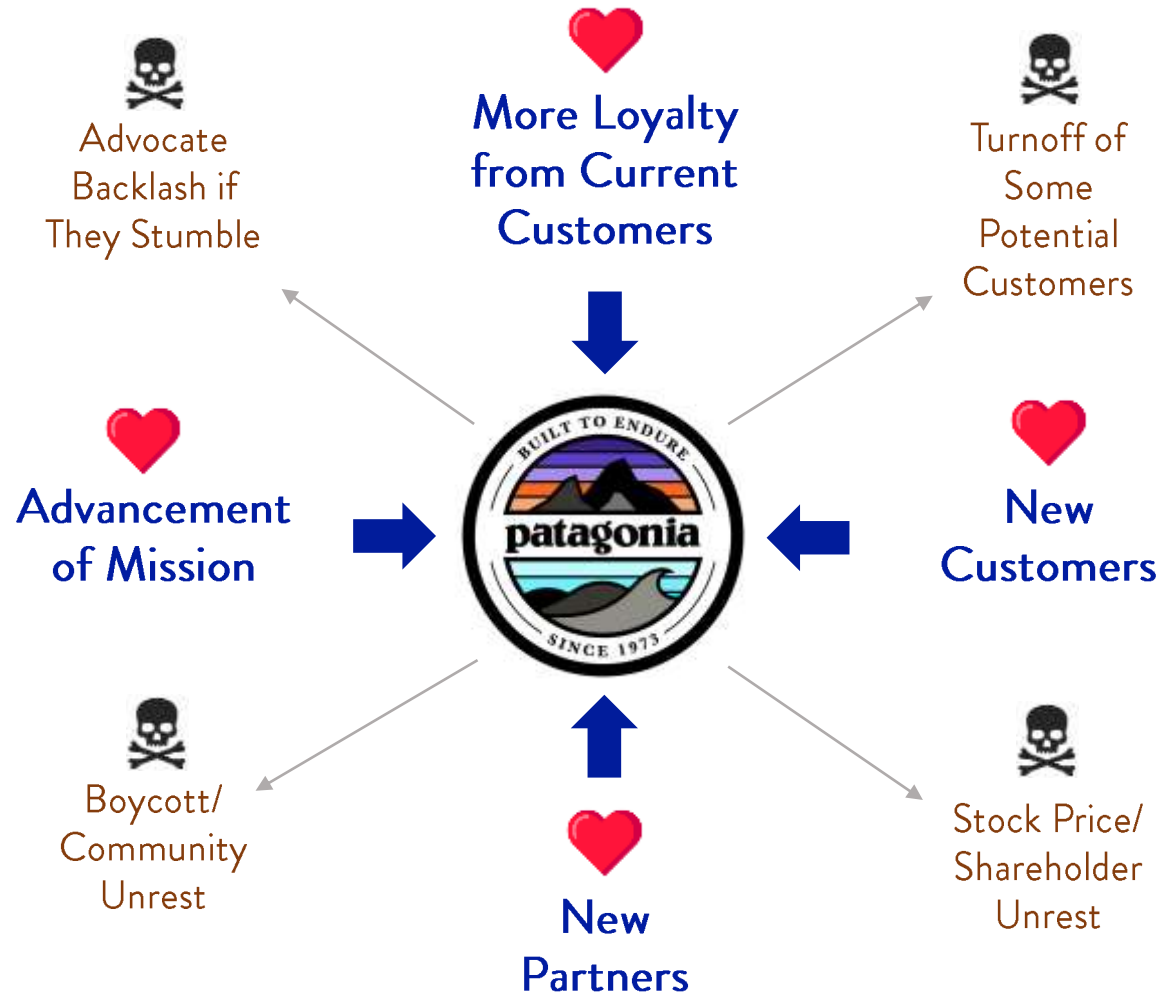 Advocate
Backlash if
They Stumble
More Loyalty
from Current
Customers
Turnoff of
Some
Potential
Customers
Advancement
of Mission
BUILT TO ENDURE
patagonia
SINCE 1973
New
Customers
Boycott/
Community
Unrest
New
Partners
Stock Price/
Shareholder
Unrest